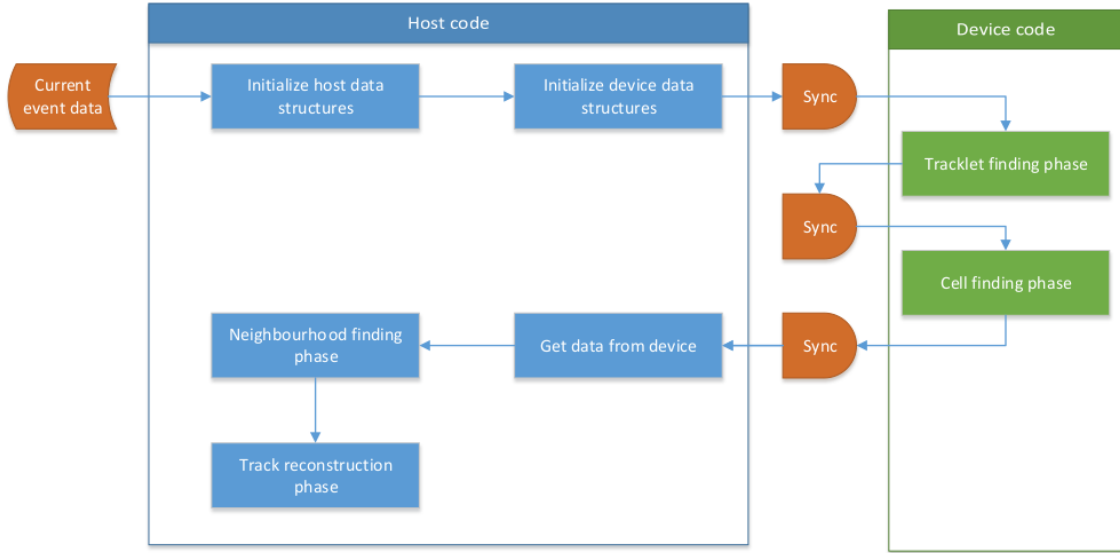 Host code
Device code
Current
event data
Initialize host data
structures
Initialize device data
structures
Sync
Tracklet finding phase
Sync
Cell finding phase
Sync
Get data from device
Neighbourhood finding
phase
Track reconstruction
phase